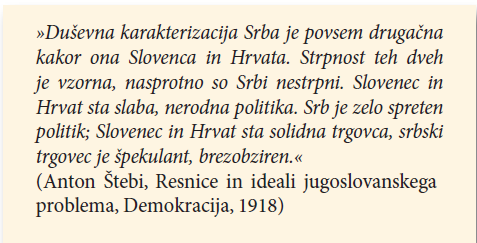 »Duševna karakterizacija Srba je povsem drugačna
kakor ona Slovenca in Hrvata. Strpnost teh dveh
je vzorna, nasprotno so Srbi nestrpni. Slovenec in
Hrvat sta slaba, nerodna politika. Srb je zelo spreten
politik; Slovenec in Hrvat sta solidna trgovca, srbski
trgovec je špekulant, brezobziren.«
(Anton Štebi, Resnice in ideali jugoslovanskega
problema, Demokracija, 1918)